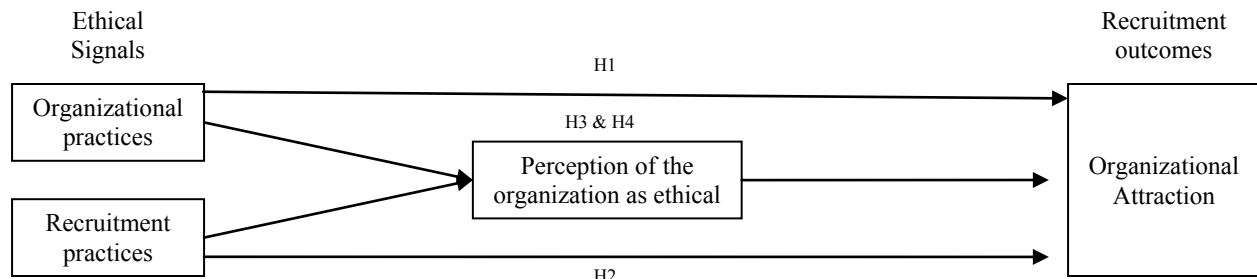 Ethical
Signals
Recruitment
outcomes
H1
Organizational
practices
H3 & H4
Perception of the
organization as ethical
Organizational
Attraction
Recruitment
practices
H2